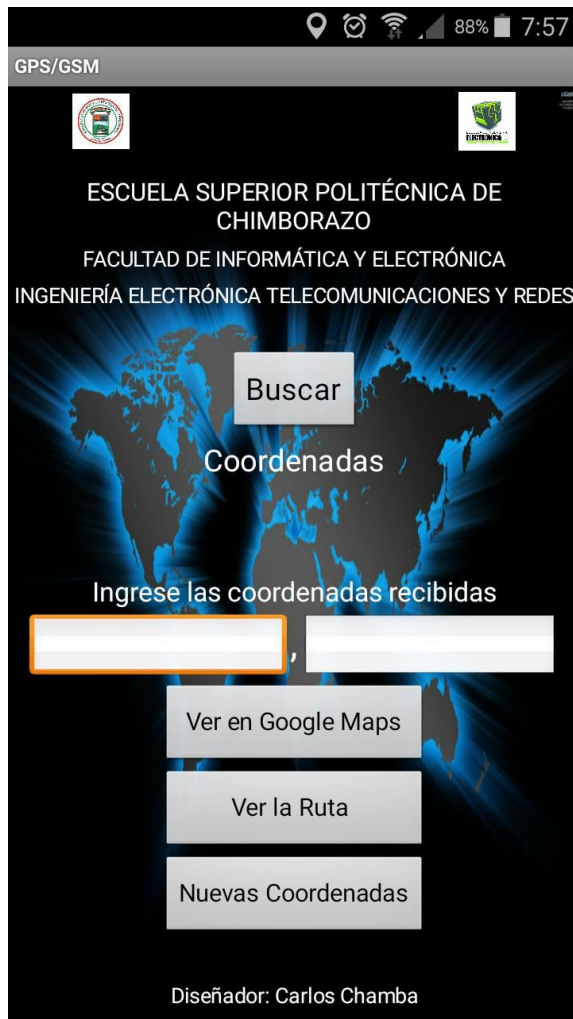 88% 7:57
GPS/GSM
ELECTRÓNICA
ESCUELA SUPERIOR POLITÉCNICA DE
CHIMBORAZO
FACULTAD DE INFORMÁTICA Y ELECTRÓNICA
INGENIERÍA ELECTRÓNICA TELECOMUNICACIONES Y REDES
Buscar
Coordenadas
Ingrese las coordenadas recibidas
,
Ver en Google Maps
Ver la Ruta
Nuevas Coordenadas
Diseñador: Carlos Chamba